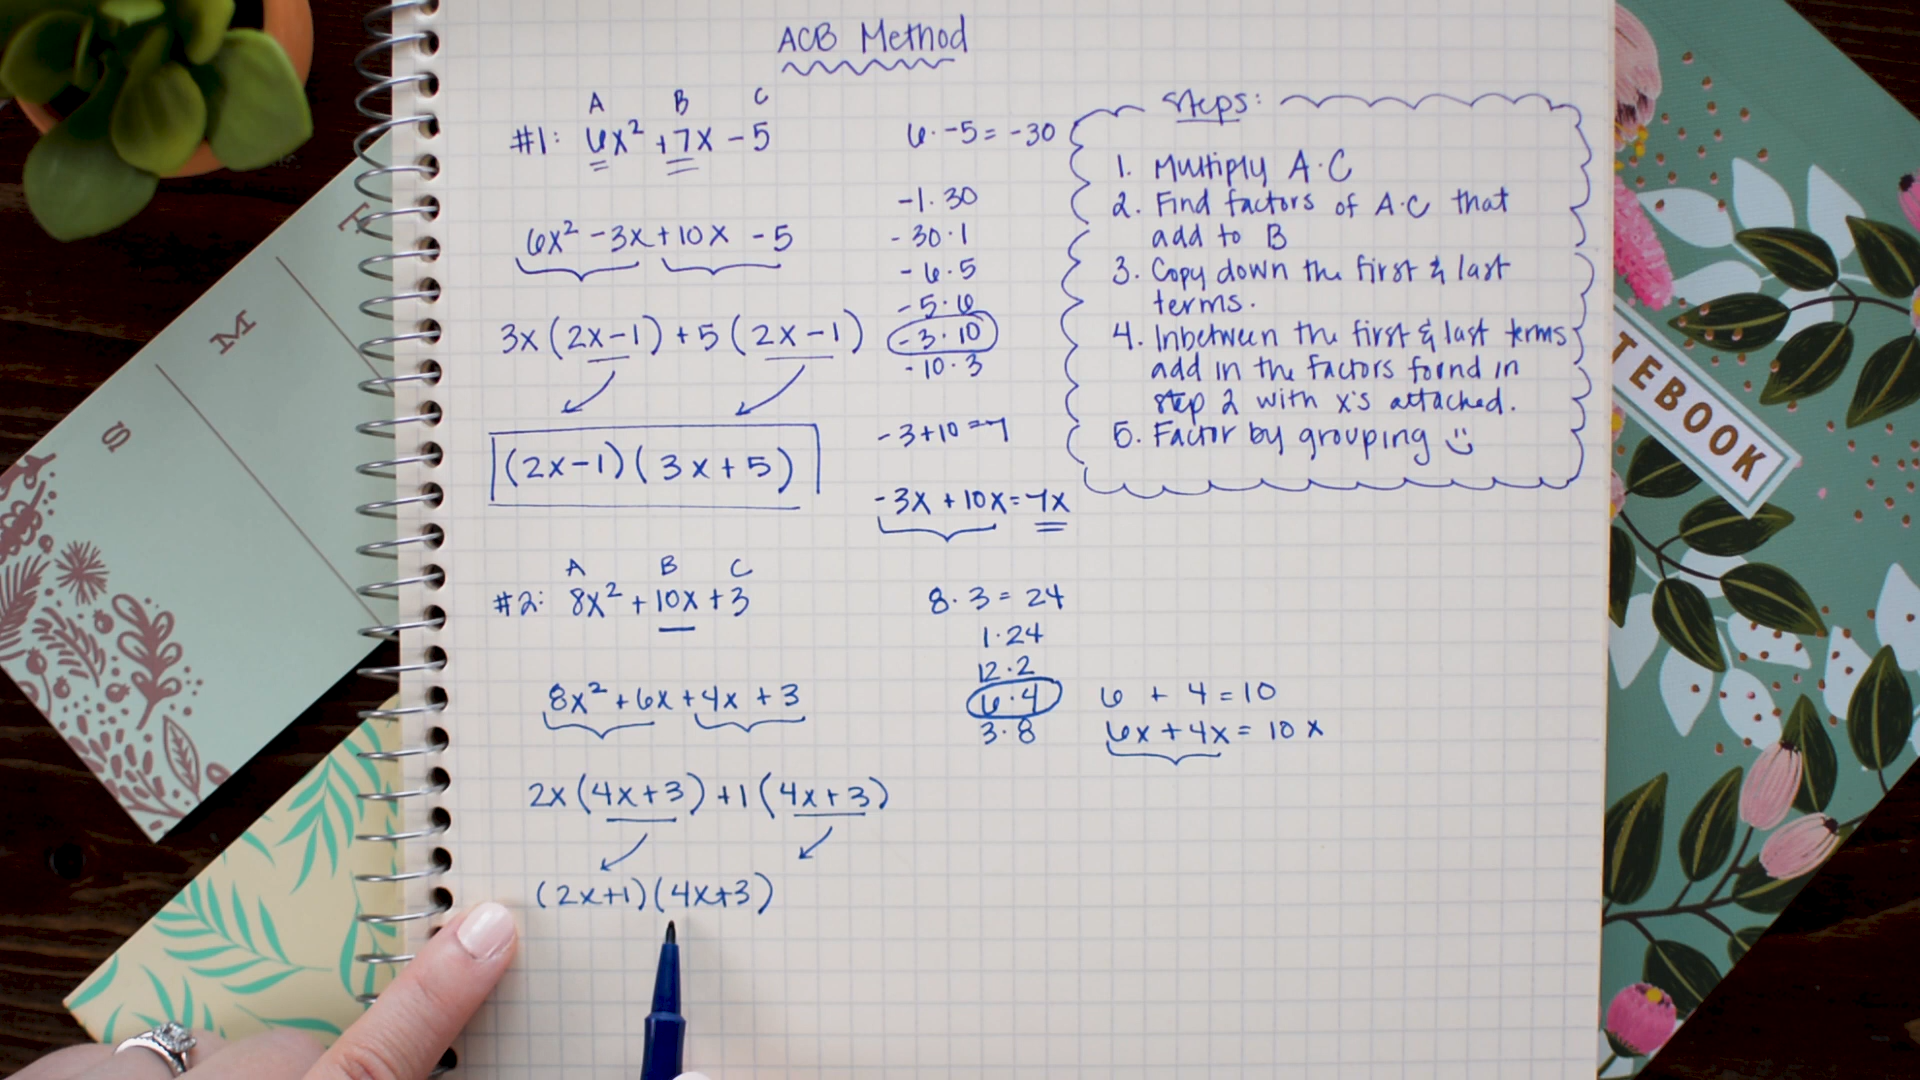 ACB Method
A B C
#1: 6x² + 7x - 5
6x² - 3x + 10x - 5
3x (2x-1) + 5 (2x-1)
(2x-1)(3x+5)
6 · -5 = -30
-1 · 30
-30 · 1
-6 · 5
-5 · 6
-3 · 10
-10 · 3
-3+10=7
-3x + 10x = 7x
Steps:
1. Multiply A·C
2. Find factors of A·C that
add to B
3. Copy down the first & last
terms.
4. Inbetween the first & last terms
add in the factors found in
step 2 with x's attached.
5. Factor by grouping
A B C
#2: 8x² + 10x + 3
8x² + 6x + 4x + 3
2x (4x+3) + 1 (4x+3)
(2x+1)(4x+3)
8 · 3 = 24
1 · 24
12 · 2
6 · 4
3 · 8
6 + 4 = 10
6x + 4x = 10x
S M T
TEBOOK